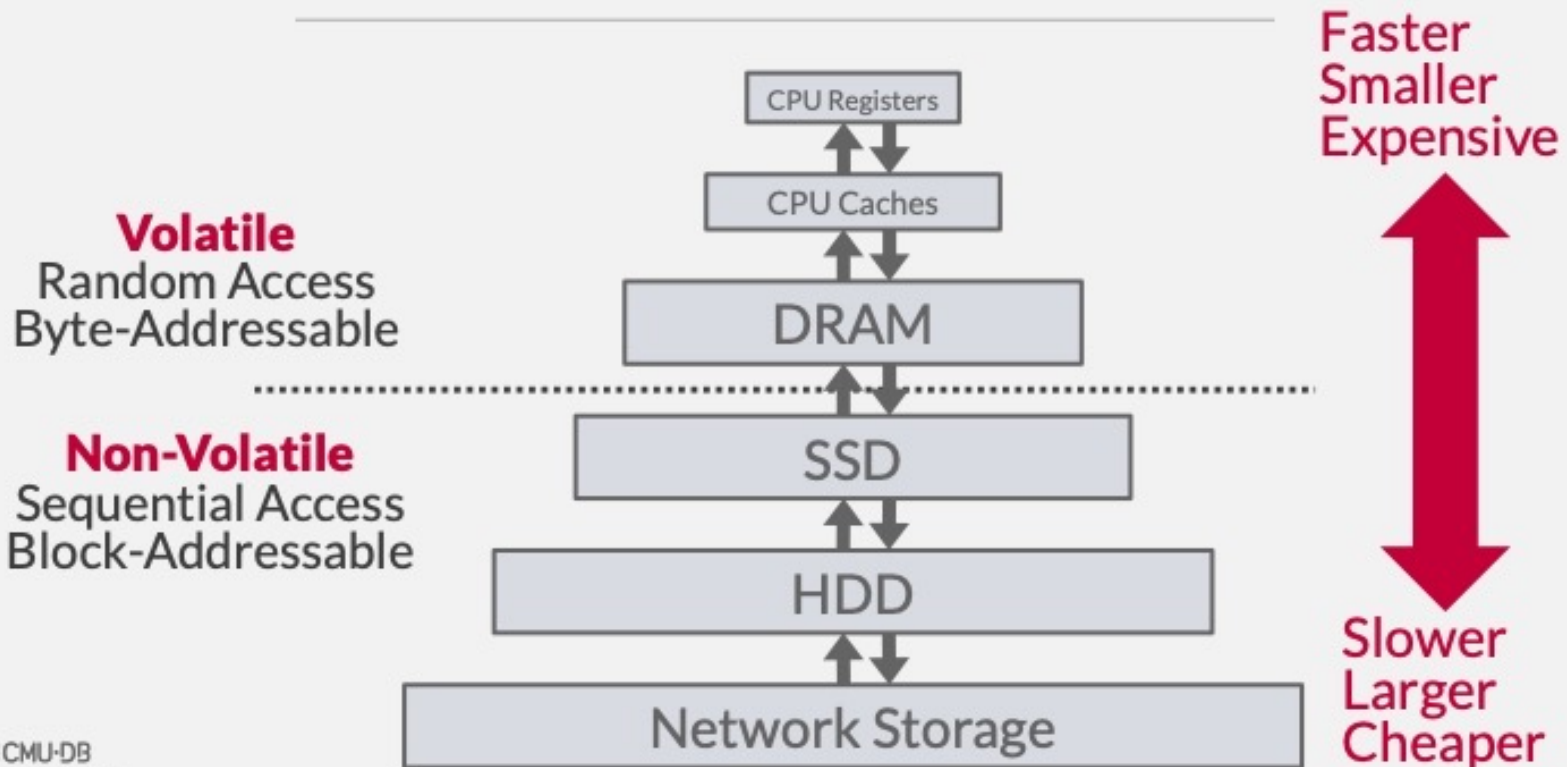 Faster
Smaller
Expensive
CPU Registers
CPU Caches
Volatile
Random Access
Byte-Addressable
DRAM
Non-Volatile
Sequential Access
Block-Addressable
SSD
HDD
Slower
Larger
Cheaper
Network Storage
CMU·DB